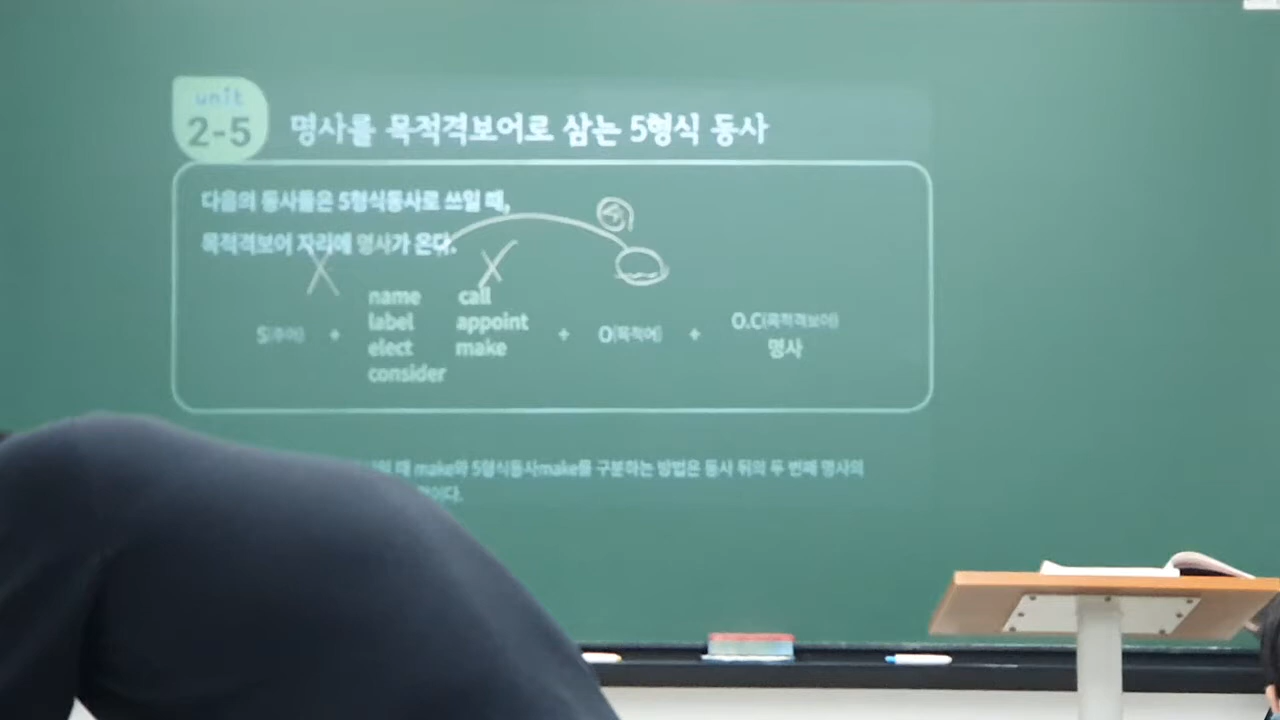 unit
2-5
명사를 목적격보어로 삼는 5형식 동사
다음의 동사들은 5형식동사로 쓰일 때,
목적격보어 자리에 명사가 온다.
name call
label appoint
elect make
consider
S(주어) + + O(목적어) + O.C(목적격보어)
명사
때 make와 5형식동사make를 구분하는 방법은 동사 뒤의 두 번째 명사의